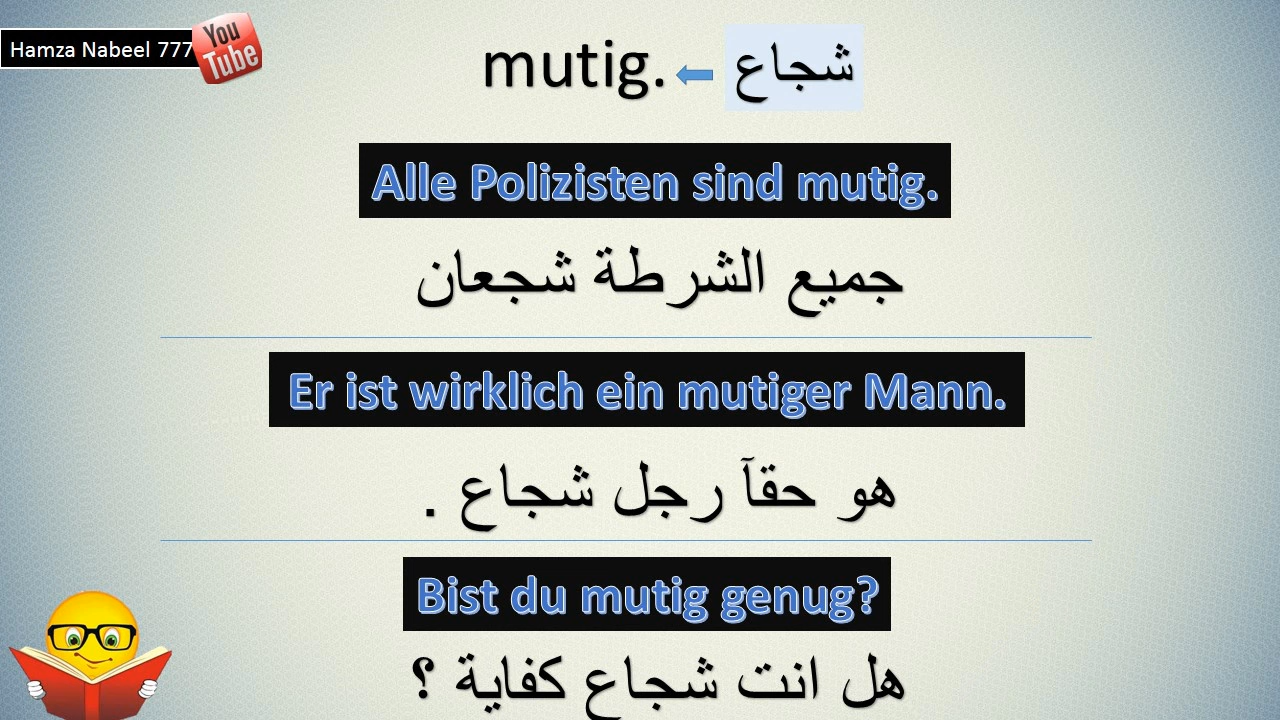 Hamza Nabeel 777
You
Tube
mutig. شجاع
Alle Polizisten sind mutig.
جميع الشرطة شجعان
Er ist wirklich ein mutiger Mann.
هو حقآ رجل شجاع .
Bist du mutig genug?
هل انت شجاع كفاية ؟